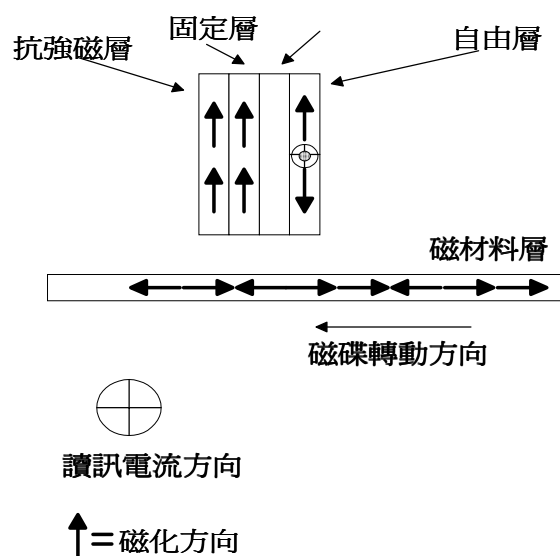 固定層
抗強磁層
自由層
磁材料層
磁碟轉動方向
讀訊電流方向
=磁化方向